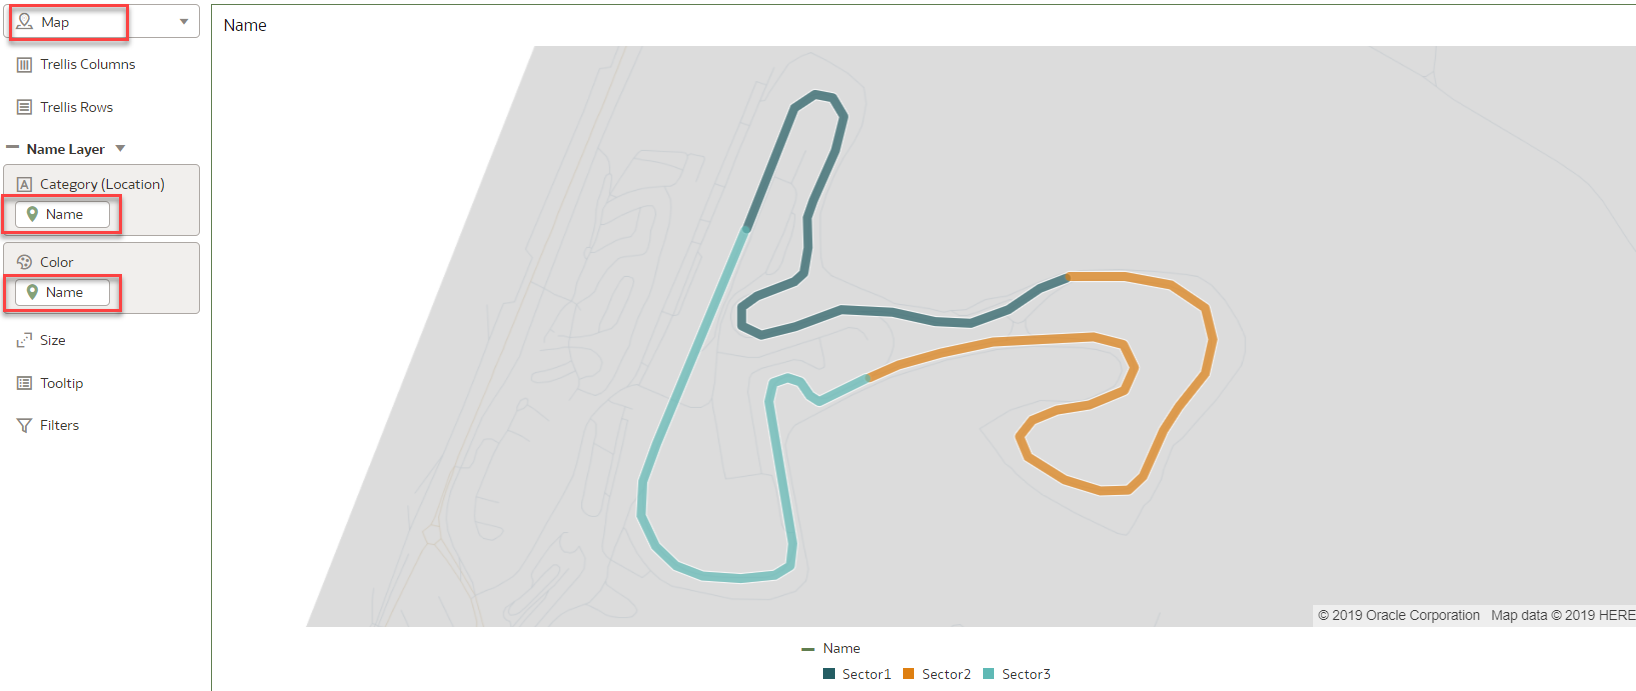 Map
Trellis Columns
Trellis Rows
Name Layer
Category (Location)
Name
Color
Name
Size
Tooltip
Filters
Name
© 2019 Oracle Corporation Map data © 2019 HERE
Name
Sector1 Sector2 Sector3